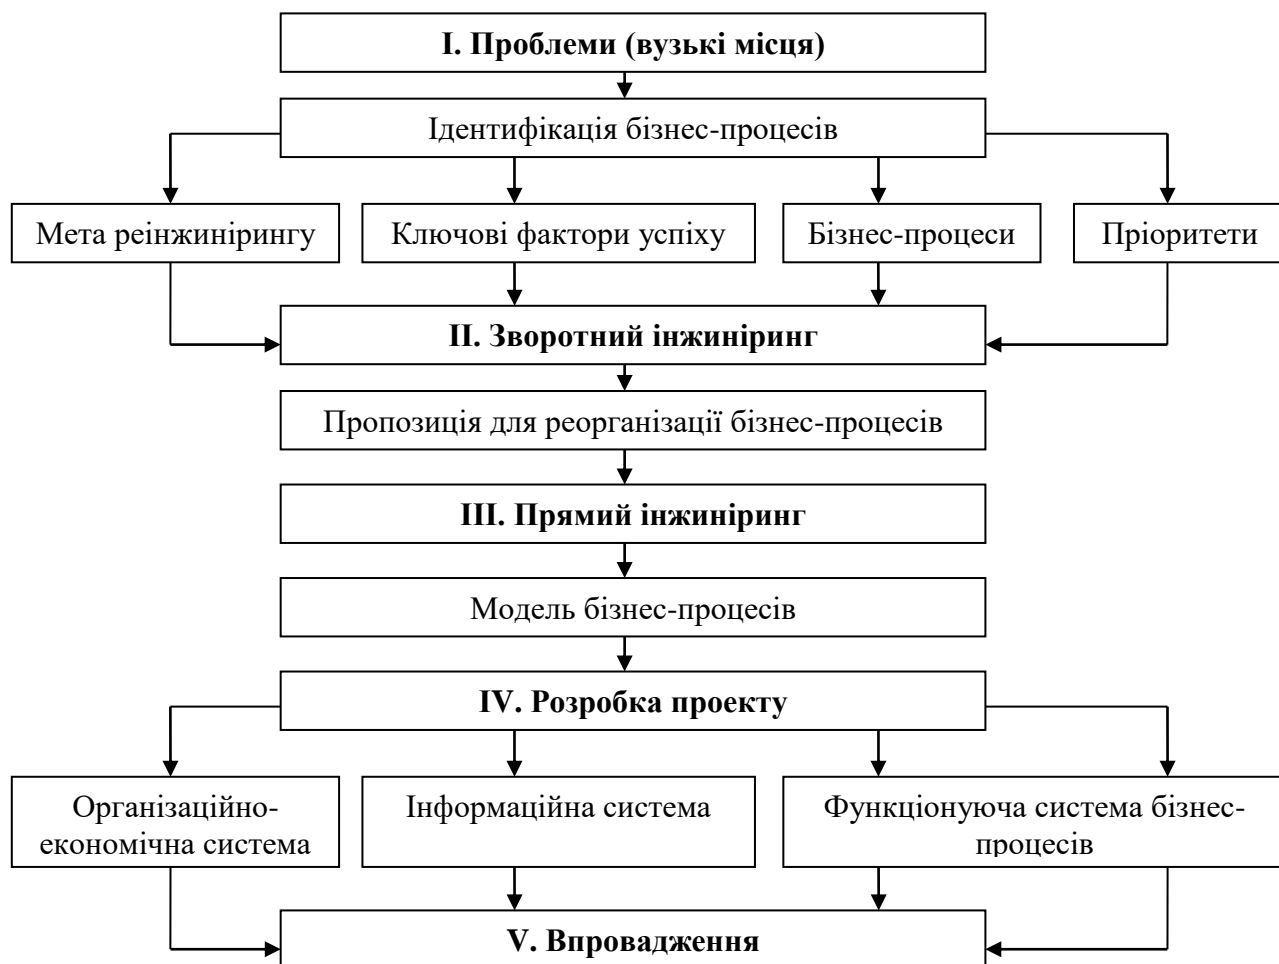 І. Проблеми (вузькі місця)
Ідентифікація бізнес-процесів
Мета реінжинірингу
Ключові фактори успіху
Бізнес-процеси
Пріоритети
ІІ. Зворотний інжиніринг
Пропозиція для реорганізації бізнес-процесів
ІІІ. Прямий інжиніринг
Модель бізнес-процесів
IV. Розробка проекту
Організаційно-
економічна система
Інформаційна система
Функціонуюча система бізнес-
процесів
V. Впровадження